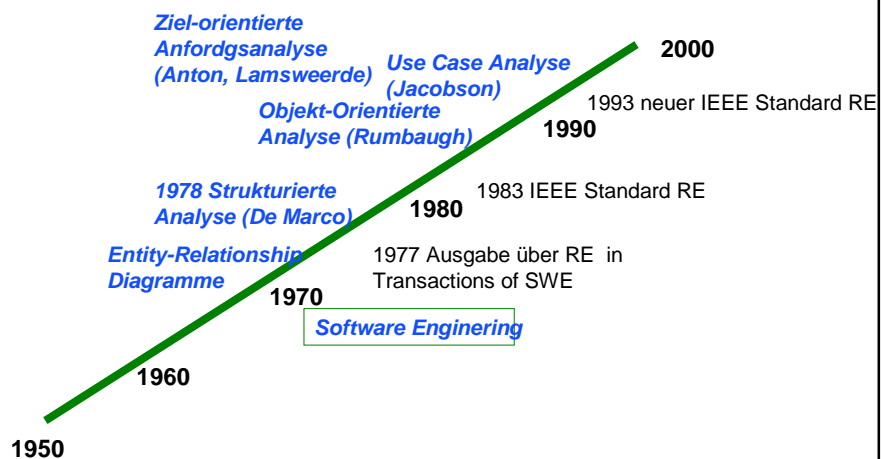 Ziel-orientierte
Anfordgsanalyse
(Anton, Lamsweerde)
Use Case Analyse
(Jacobson)
2000
Objekt-Orientierte
Analyse (Rumbaugh)
1993 neuer IEEE Standard RE
1990
1978 Strukturierte
Analyse (De Marco)
1983 IEEE Standard RE
1980
Entity-Relationship
Diagramme
1977 Ausgabe über RE in
Transactions of SWE
1970
Software Enginering
1960
1950